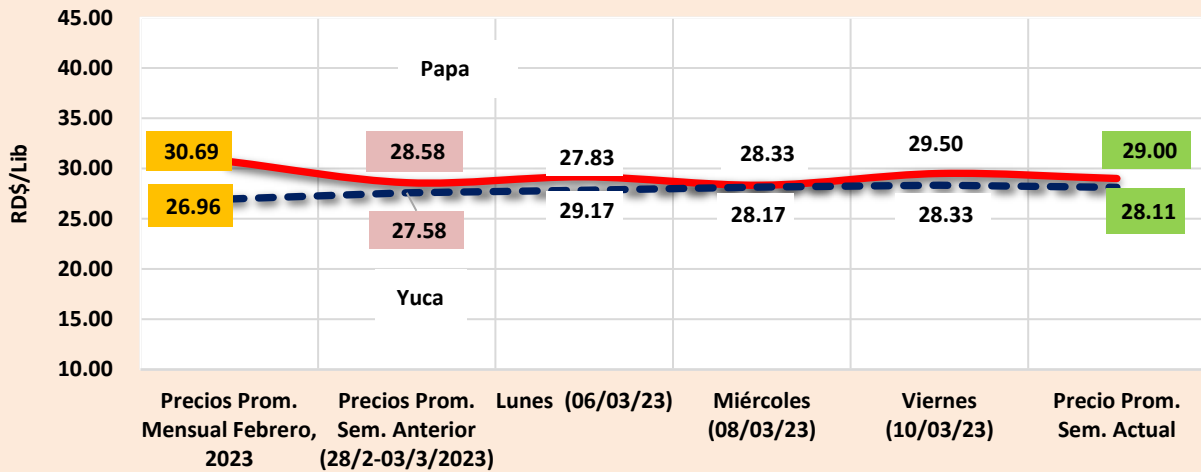 45.00
40.00
35.00
30.00
25.00
20.00
15.00
10.00
RD$/Lib
Papa
30.69
28.58
27.83
28.33
29.50
29.00
26.96
27.58
29.17
28.17
28.33
28.11
Yuca
Precios Prom.
Mensual Febrero,
2023
Precios Prom.
Sem. Anterior
(28/2-03/3/2023)
Lunes (06/03/23)
Miércoles
(08/03/23)
Viernes
(10/03/23)
Precio Prom.
Sem. Actual